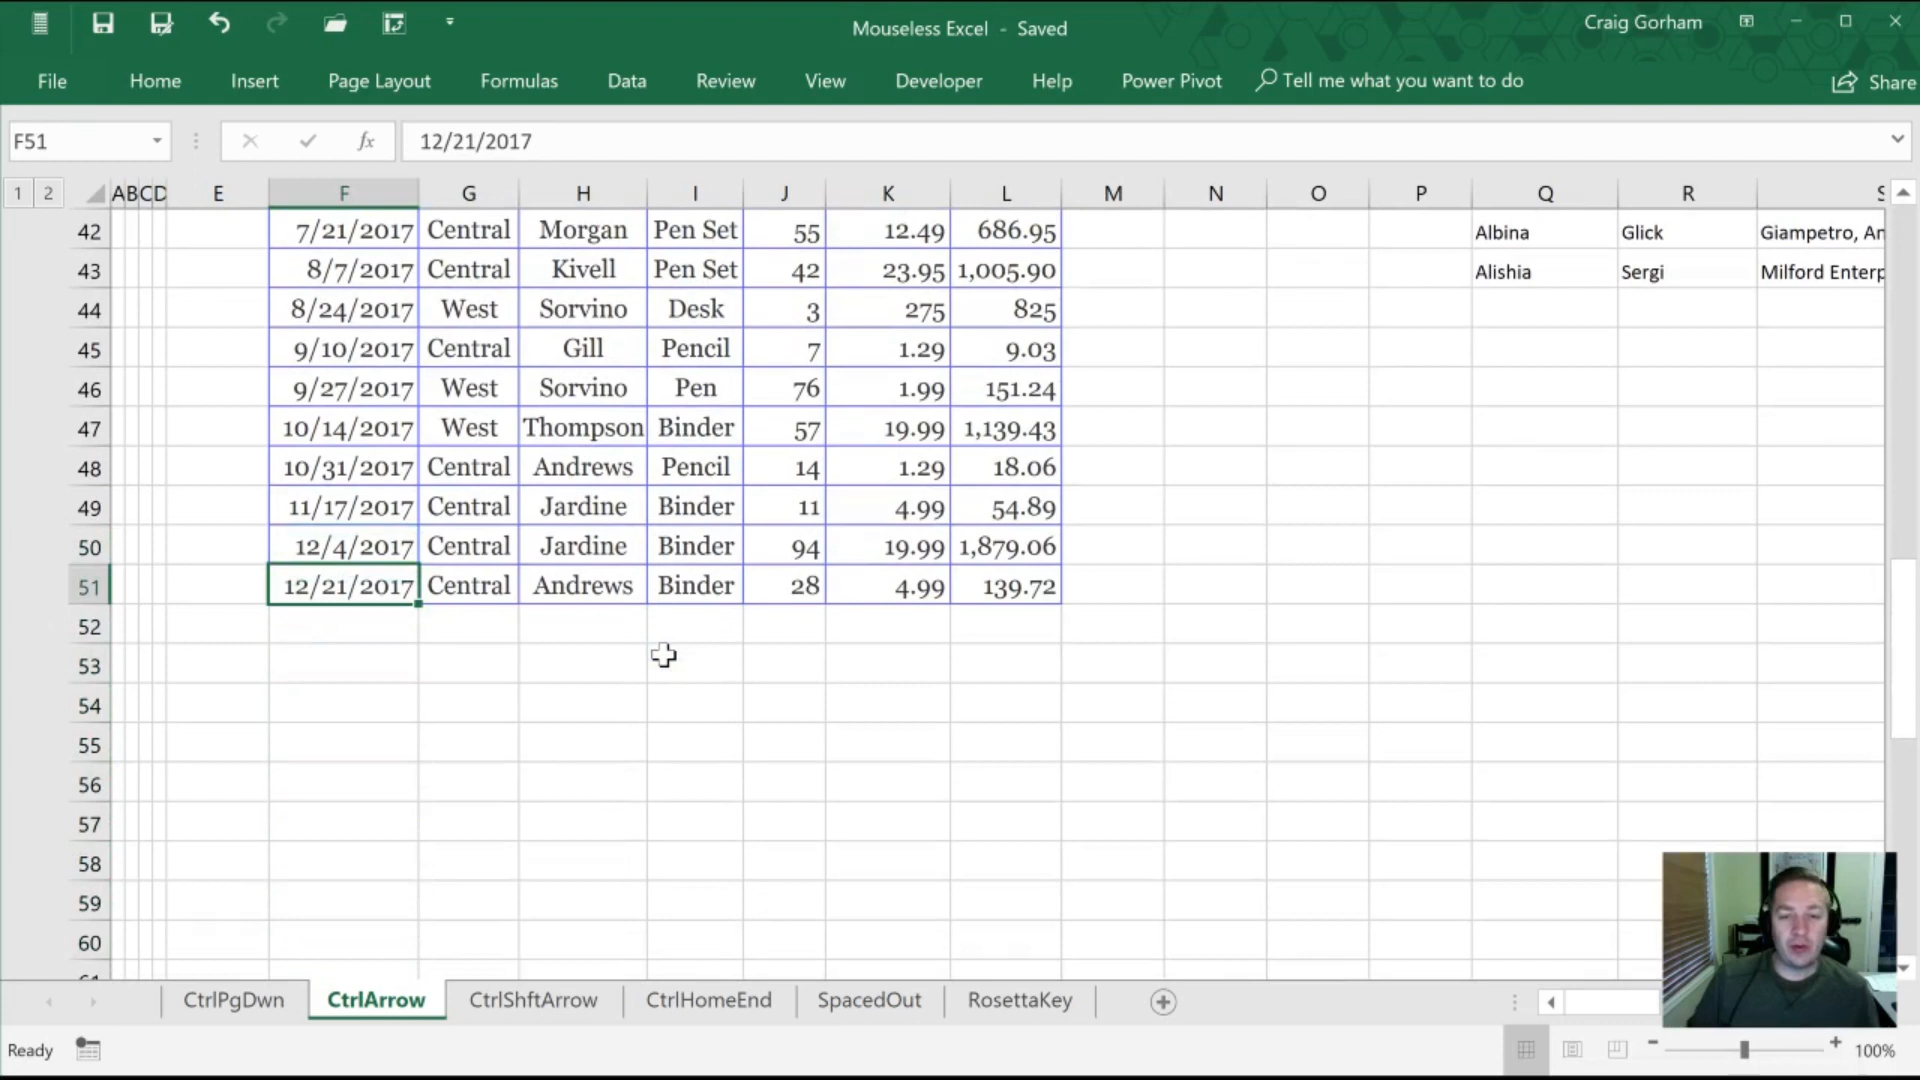 Mouseless Excel - Saved
Craig Gorham
File Home Insert Page Layout Formulas Data Review View Developer Help Power Pivot Tell me what you want to do Share
F51 fx 12/21/2017
1 2 A B C D E F G H I J K L M N O P Q R S
42 7/21/2017 Central Morgan Pen Set 55 12.49 686.95 Albina Glick Giampetro, An
43 8/7/2017 Central Kivell Pen Set 42 23.95 1,005.90 Alishia Sergi Milford Enterp
44 8/24/2017 West Sorvino Desk 3 275 825
45 9/10/2017 Central Gill Pencil 7 1.29 9.03
46 9/27/2017 West Sorvino Pen 76 1.99 151.24
47 10/14/2017 West Thompson Binder 57 19.99 1,139.43
48 10/31/2017 Central Andrews Pencil 14 1.29 18.06
49 11/17/2017 Central Jardine Binder 11 4.99 54.89
50 12/4/2017 Central Jardine Binder 94 19.99 1,879.06
51 12/21/2017 Central Andrews Binder 28 4.99 139.72
52
53
54
55
56
57
58
59
60
CtrlPgDwn CtrlArrow CtrlShftArrow CtrlHomeEnd SpacedOut RosettaKey
Ready 100%